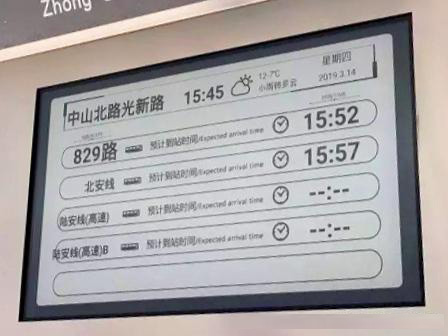 Zhong
中山北路光新路 15:45 12-7℃ 小雨转多云 星期四 2019.3.14
829路 预计到站时间/Expected arrival time 15:52
北安线 预计到站时间/Expected arrival time 15:57
陆安线(高速) 预计到站时间/Expected arrival time --:--
陆安线(高速)B 预计到站时间/Expected arrival time --:--